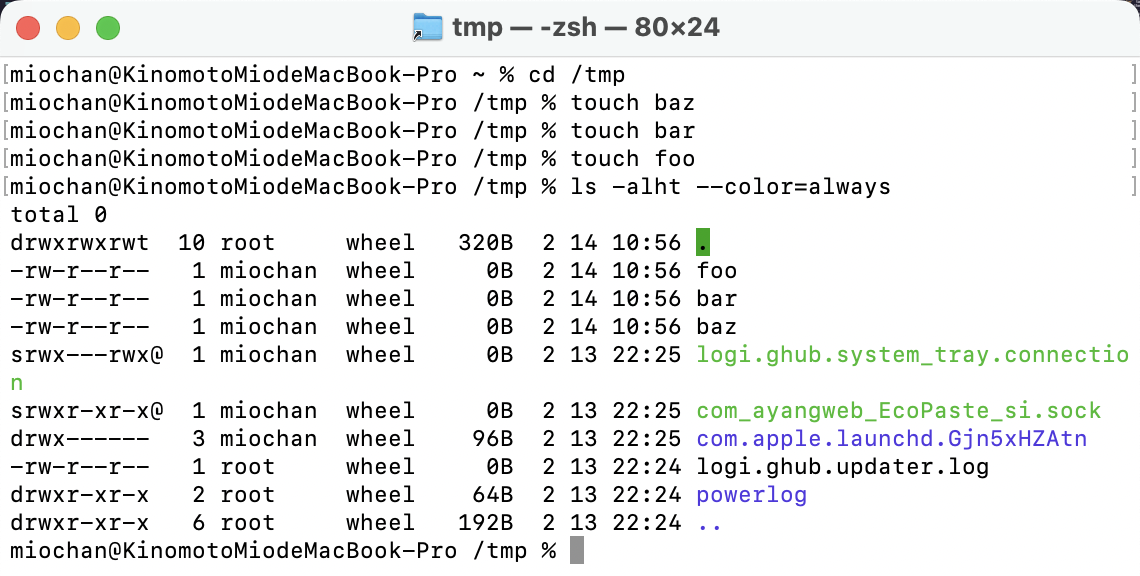 tmp — -zsh — 80×24
miochan@KinomotoMiodeMacBook-Pro ~ % cd /tmp
miochan@KinomotoMiodeMacBook-Pro /tmp % touch baz
miochan@KinomotoMiodeMacBook-Pro /tmp % touch bar
miochan@KinomotoMiodeMacBook-Pro /tmp % touch foo
miochan@KinomotoMiodeMacBook-Pro /tmp % ls -alht --color=always
total 0
drwxrwxrwt  10 root     wheel   320B  2 14 10:56 .
-rw-r--r--   1 miochan  wheel     0B  2 14 10:56 foo
-rw-r--r--   1 miochan  wheel     0B  2 14 10:56 bar
-rw-r--r--   1 miochan  wheel     0B  2 14 10:56 baz
srwx---rwx@  1 miochan  wheel     0B  2 13 22:25 logi.ghub.system_tray.connectio
n
srwxr-xr-x@  1 miochan  wheel     0B  2 13 22:25 com_ayangweb_EcoPaste_si.sock
drwx------   3 miochan  wheel    96B  2 13 22:25 com.apple.launchd.Gjn5xHZAtn
-rw-r--r--   1 root     wheel     0B  2 13 22:24 logi.ghub.updater.log
drwxr-xr-x   2 root     wheel    64B  2 13 22:24 powerlog
drwxr-xr-x   6 root     wheel   192B  2 13 22:24 ..
miochan@KinomotoMiodeMacBook-Pro /tmp %